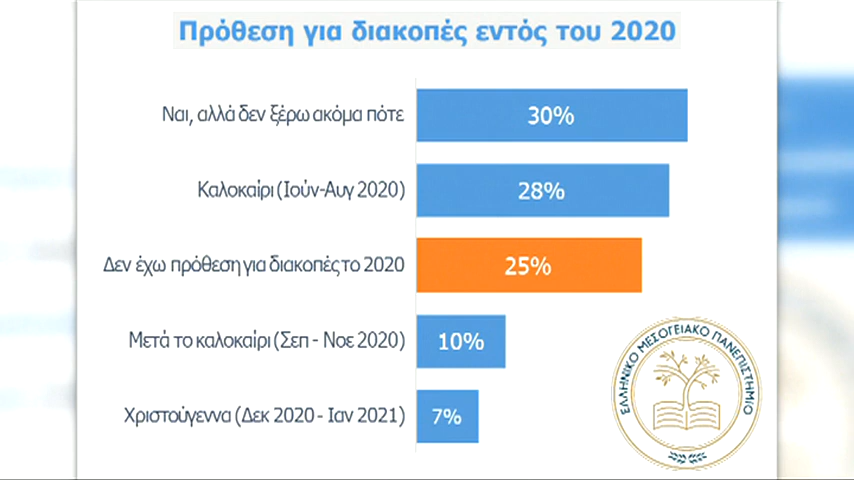 Πρόθεση για διακοπές εντός του 2020
Ναι, αλλά δεν ξέρω ακόμα πότε
30%
Καλοκαίρι (Ιούν-Αυγ 2020)
28%
Δεν έχω πρόθεση για διακοπές το 2020
25%
Μετά το καλοκαίρι (Σεπ - Νοε 2020)
10%
Χριστούγεννα (Δεκ 2020 - Ιαν 2021)
7%
ΕΛΛΗΝΙΚΟ ΜΕΣΟΓΕΙΑΚΟ ΠΑΝΕΠΙΣΤΗΜΙΟ